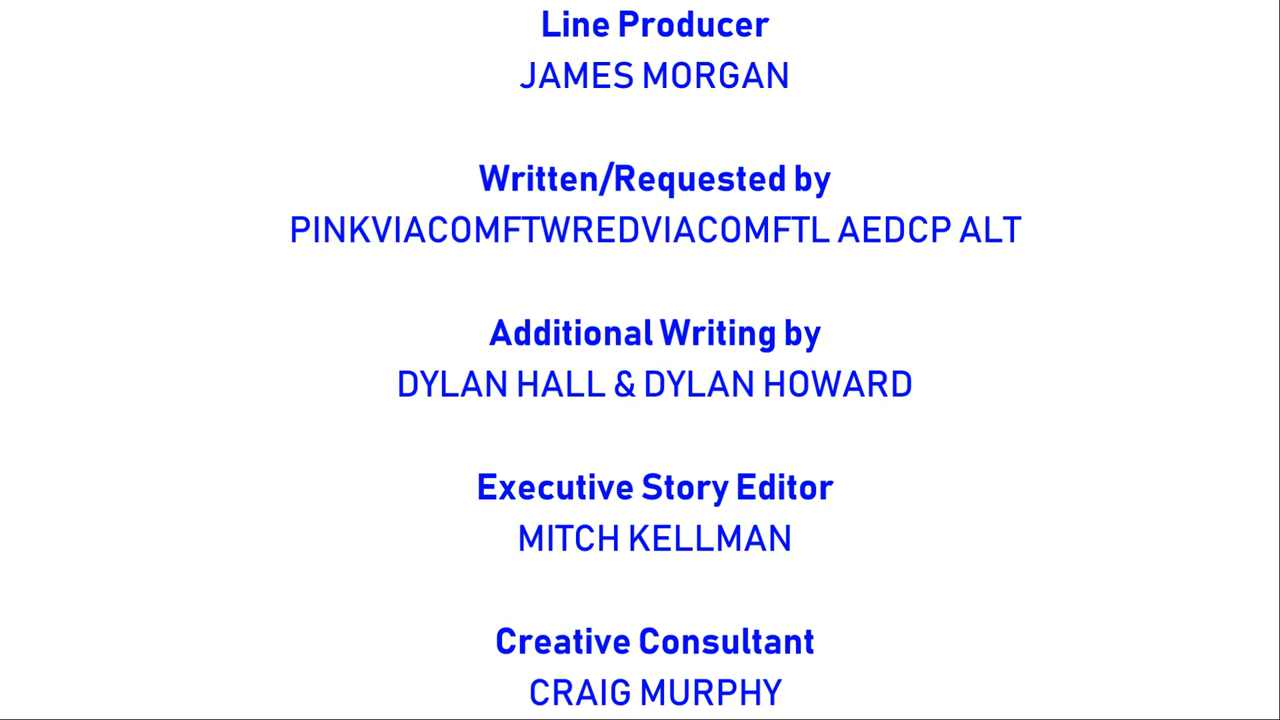 Line Producer
JAMES MORGAN
Written/Requested by
PINKVIACOMFTWREDVIACOMFTL AEDCP ALT
Additional Writing by
DYLAN HALL & DYLAN HOWARD
Executive Story Editor
MITCH KELLMAN
Creative Consultant
CRAIG MURPHY